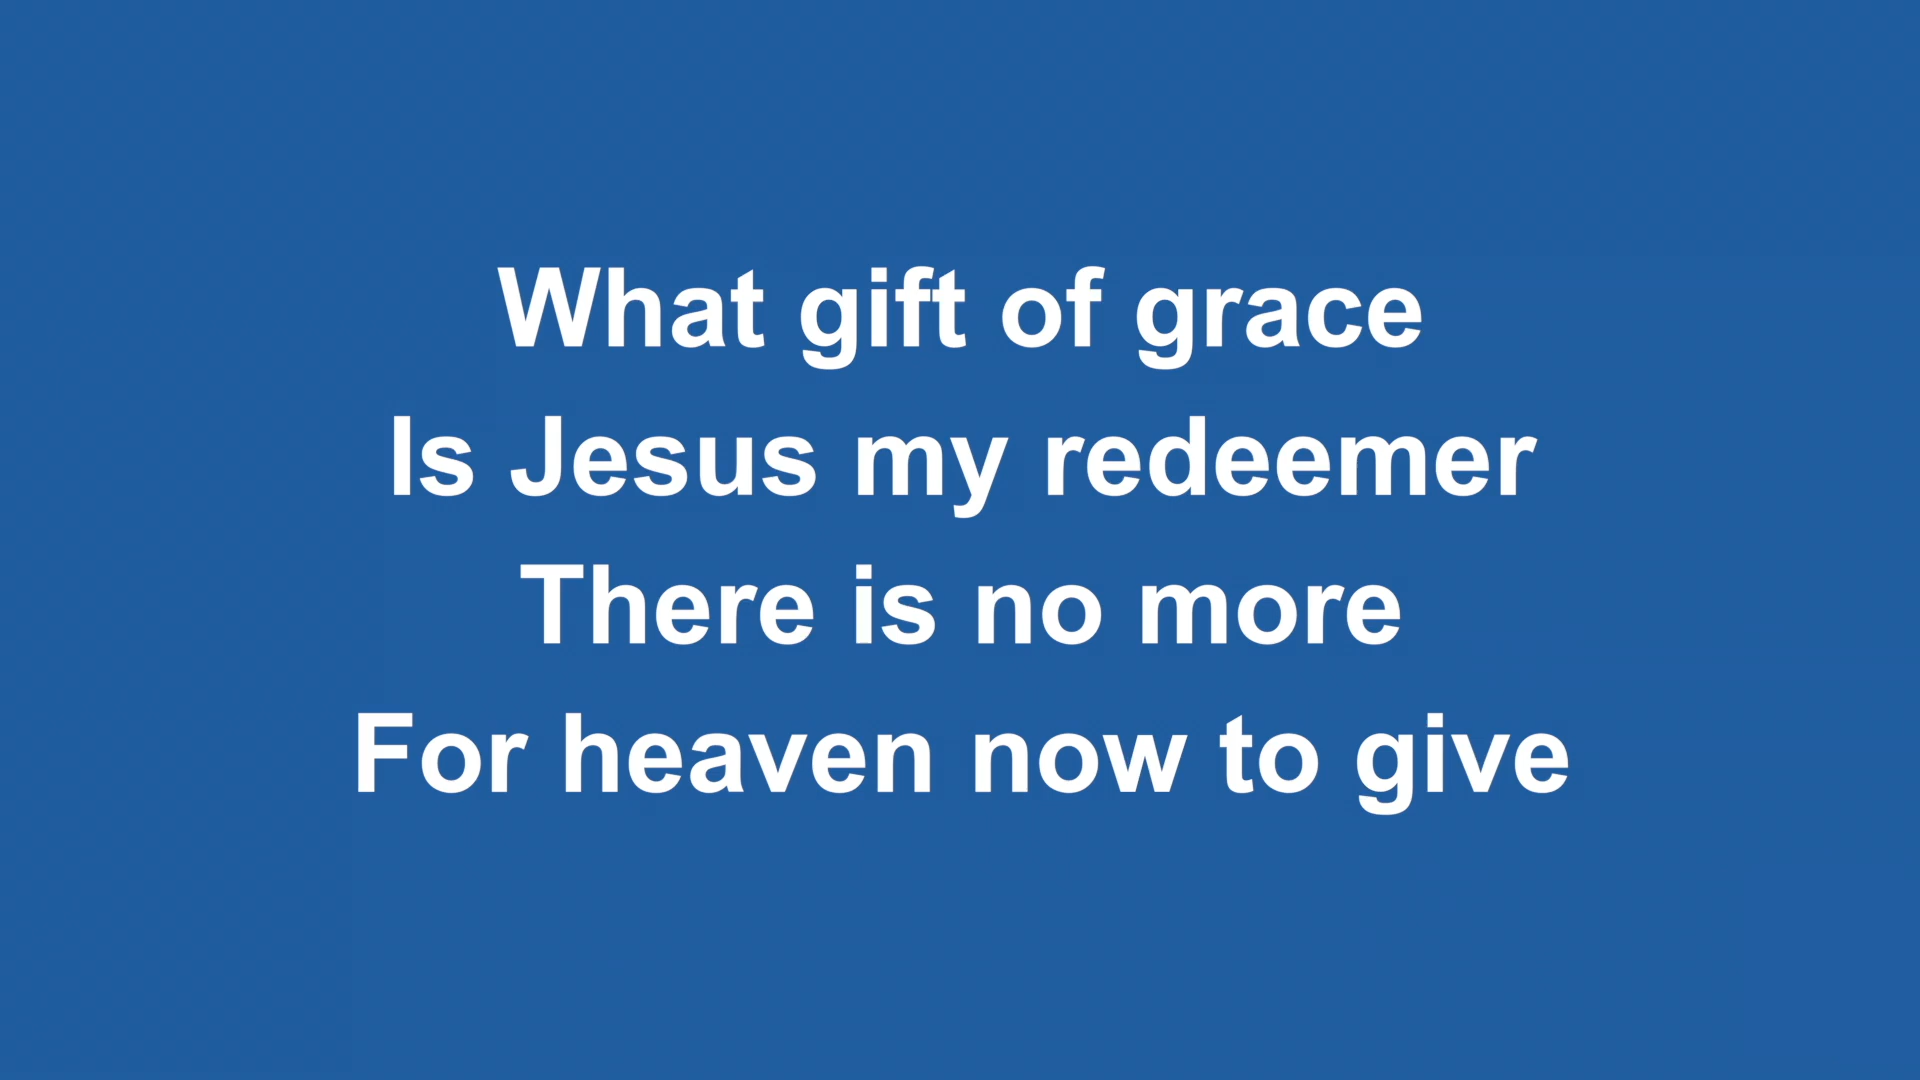 What gift of grace
Is Jesus my redeemer
There is no more
For heaven now to give